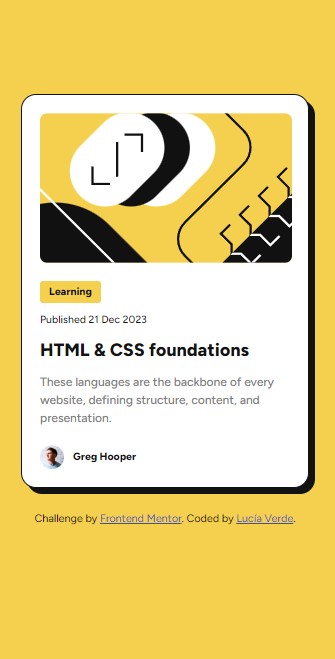 Learning
Published 21 Dec 2023
HTML & CSS foundations
These languages are the backbone of every
website, defining structure, content, and
presentation.
Greg Hooper
Challenge by Frontend Mentor. Coded by Lucía Verde.